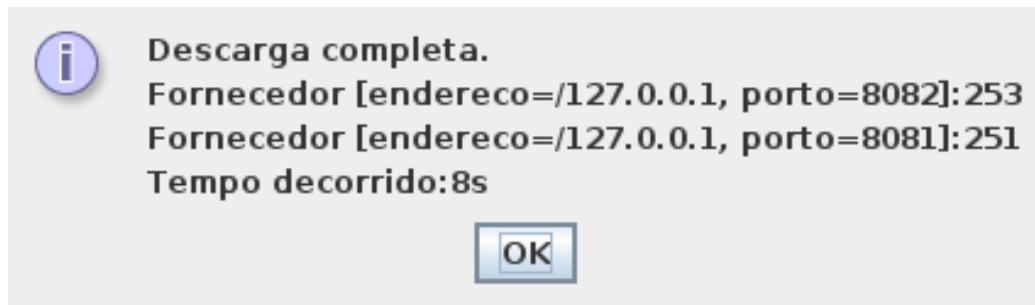 Descarga completa.
Fornecedor [endereco=/127.0.0.1, porto=8082]:253
Fornecedor [endereco=/127.0.0.1, porto=8081]:251
Tempo decorrido:8s
OK